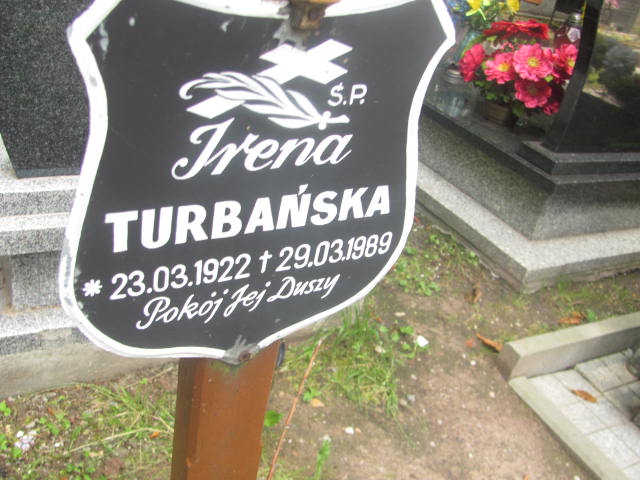 Ś.P.
Irena
TURBAŃSKA
* 23.03.1922 † 29.03.1989
Pokój Jej Duszy